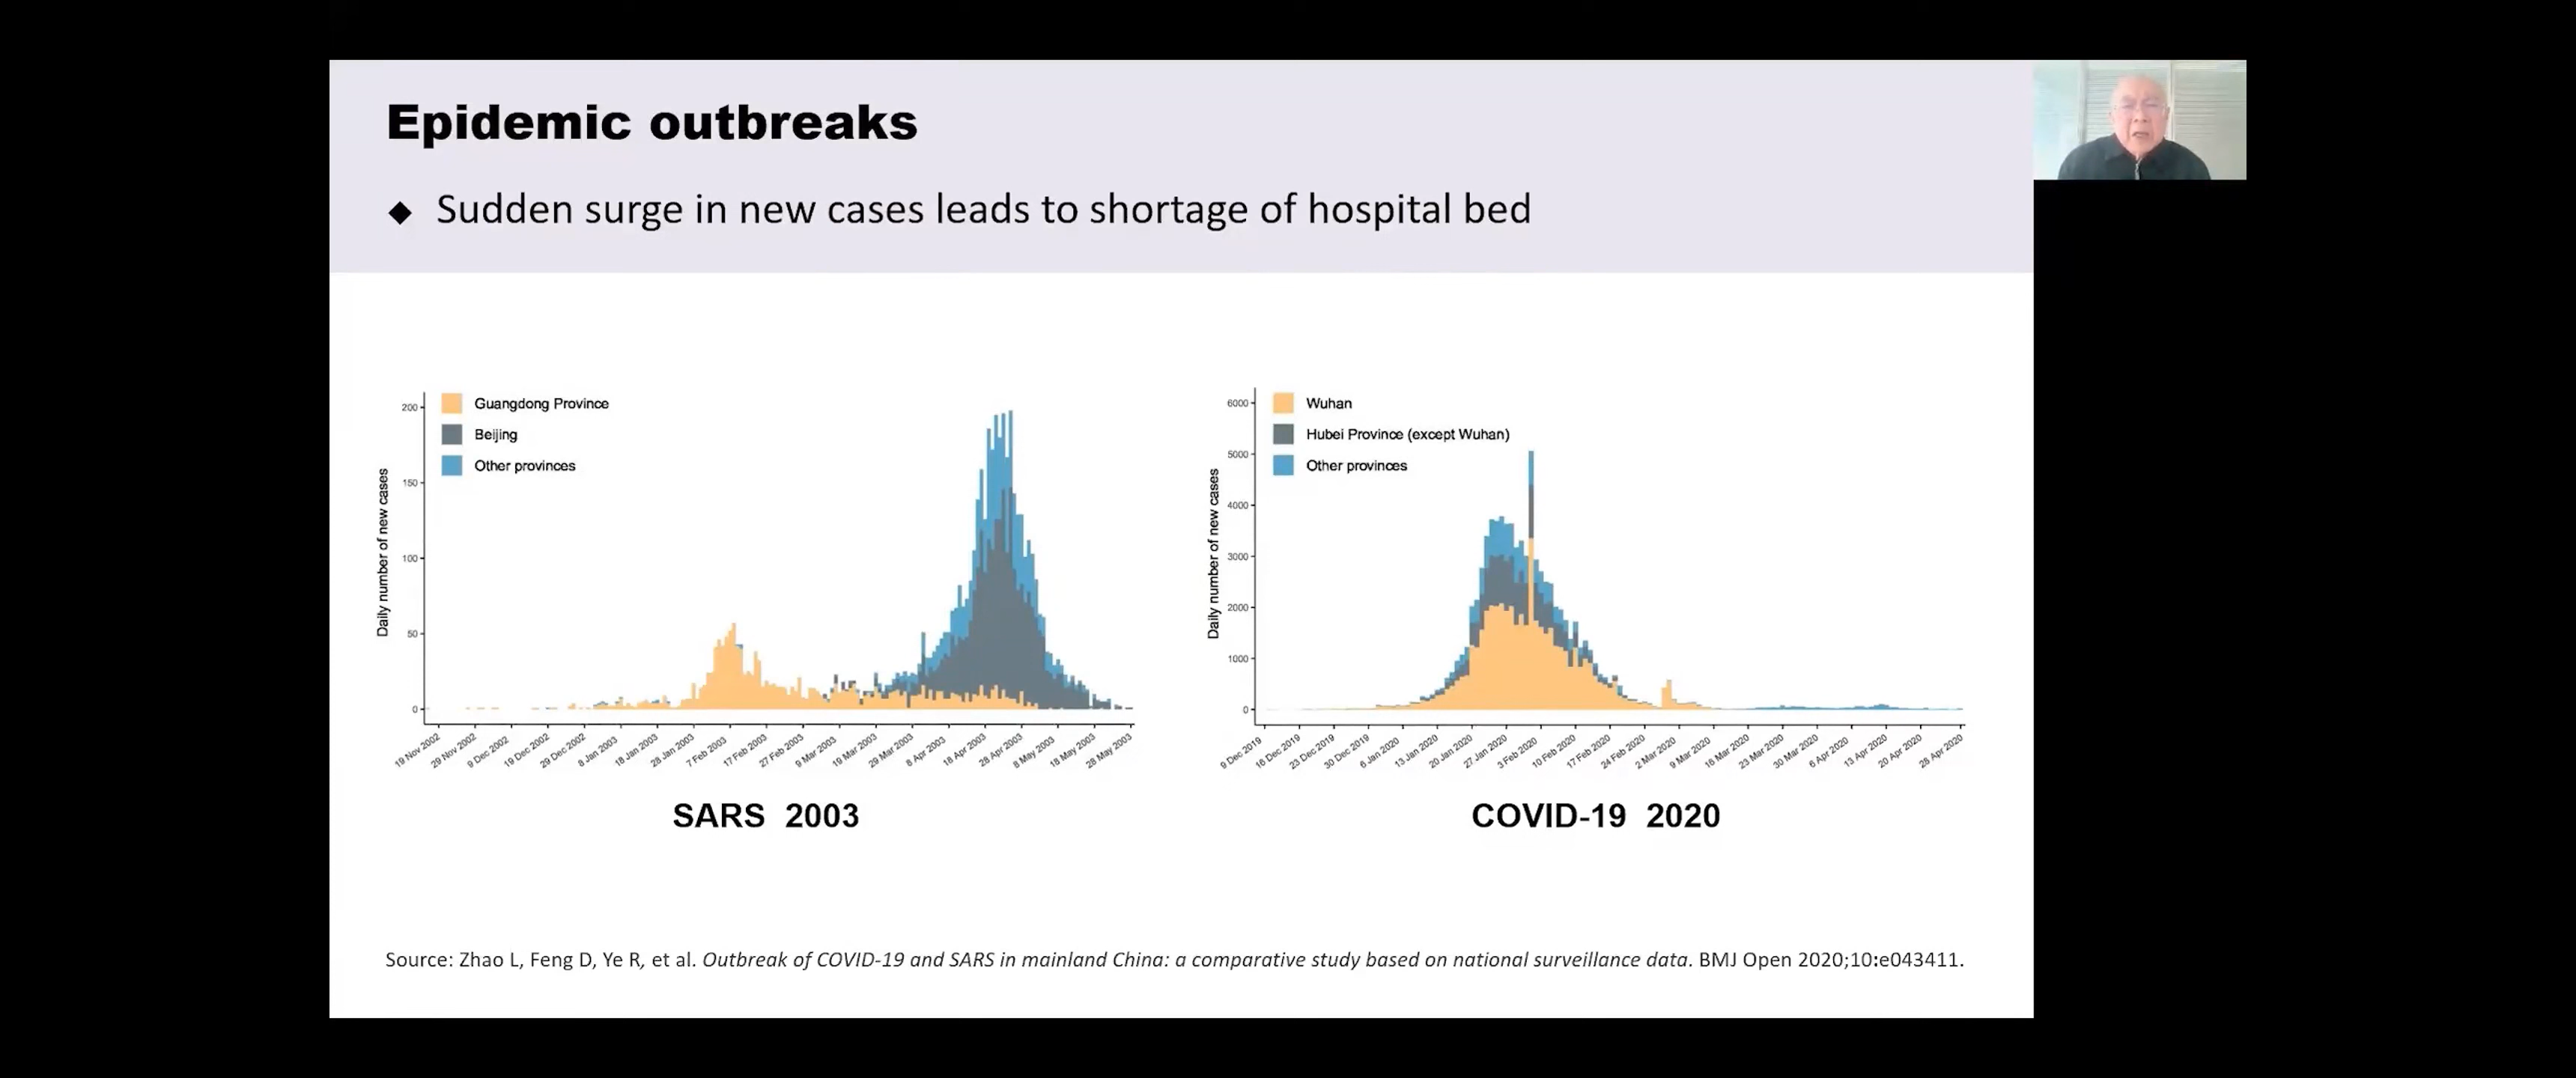 Epidemic outbreaks
◆ Sudden surge in new cases leads to shortage of hospital bed
Daily number of new cases
200
150
100
50
0
Guangdong Province
Beijing
Other provinces
19 Nov 2002
29 Nov 2002
9 Dec 2002
19 Dec 2002
29 Dec 2002
8 Jan 2003
18 Jan 2003
28 Jan 2003
7 Feb 2003
17 Feb 2003
27 Feb 2003
9 Mar 2003
19 Mar 2003
29 Mar 2003
8 Apr 2003
18 Apr 2003
28 Apr 2003
8 May 2003
18 May 2003
28 May 2003
SARS 2003
Daily number of new cases
6000
5000
4000
3000
2000
1000
0
Wuhan
Hubei Province (except Wuhan)
Other provinces
9 Dec 2019
16 Dec 2019
23 Dec 2019
30 Dec 2019
6 Jan 2020
13 Jan 2020
20 Jan 2020
27 Jan 2020
3 Feb 2020
10 Feb 2020
17 Feb 2020
24 Feb 2020
2 Mar 2020
9 Mar 2020
16 Mar 2020
23 Mar 2020
30 Mar 2020
6 Apr 2020
13 Apr 2020
20 Apr 2020
28 Apr 2020
COVID-19 2020
Source: Zhao L, Feng D, Ye R, et al. Outbreak of COVID-19 and SARS in mainland China: a comparative study based on national surveillance data. BMJ Open 2020;10:e043411.